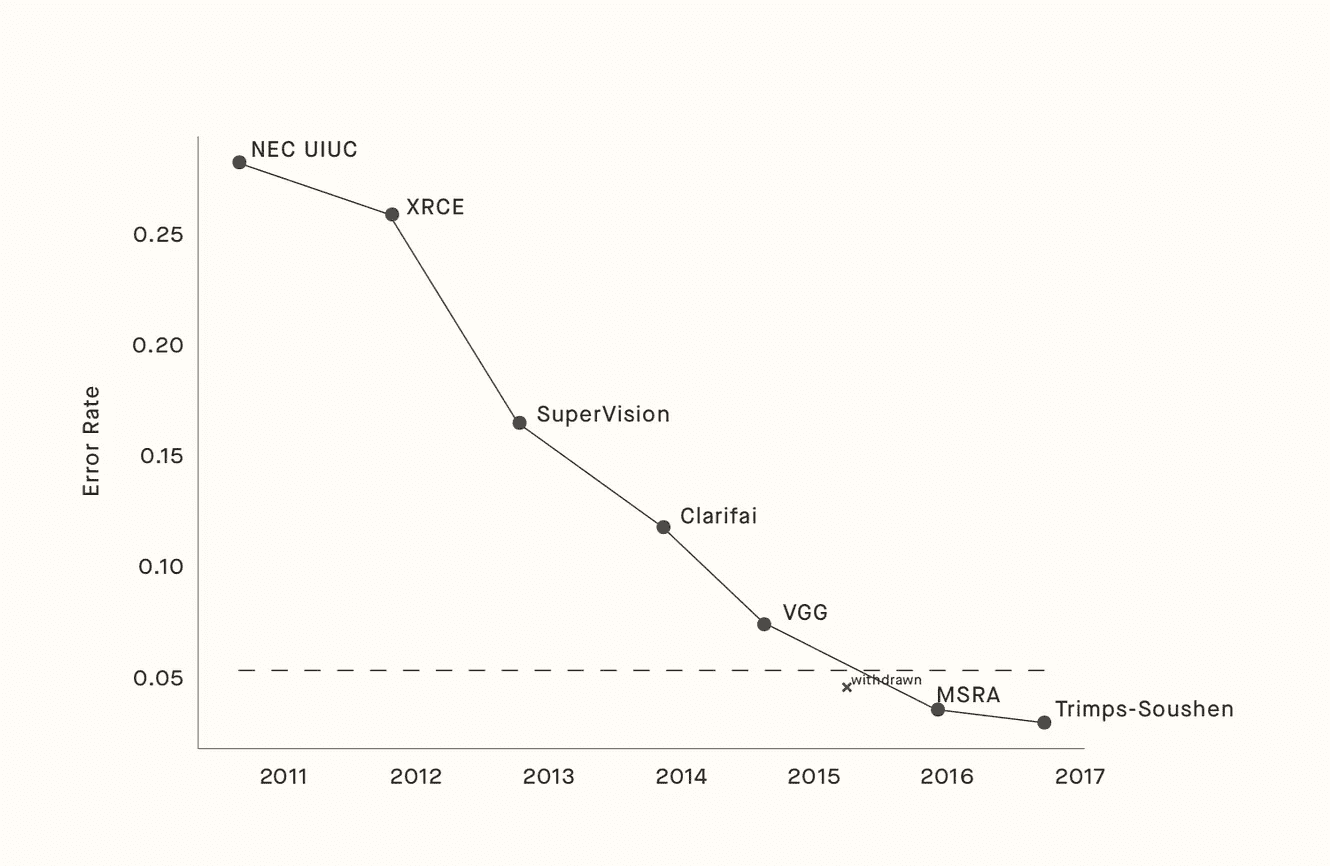 NEC UIUC
XRCE
0.25
0.20
SuperVision
Error Rate
0.15
Clarifai
0.10
VGG
0.05
withdrawn
MSRA
Trimps-Soushen
2011 2012 2013 2014 2015 2016 2017